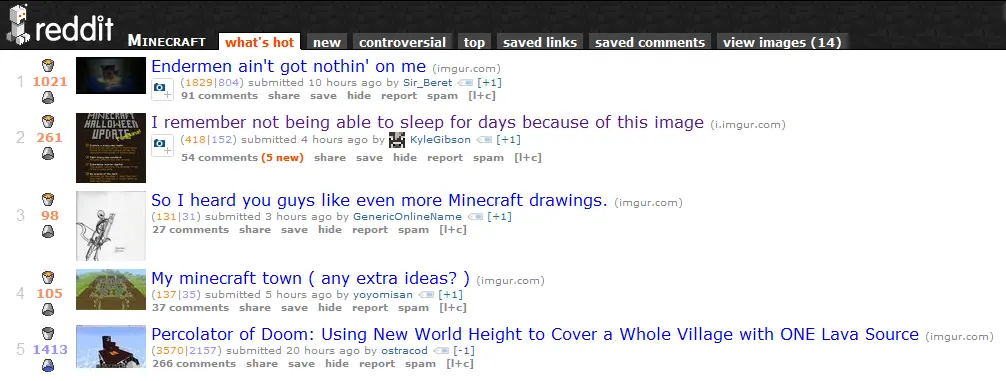 reddit MINECRAFT what's hot new controversial top saved links saved comments view images (14)
1 1021 Endermen ain't got nothin' on me (imgur.com)
(1829|804) submitted 10 hours ago by Sir_Beret [+1]
91 comments share save hide report spam [l+c]
MINECRAFT
HALLOWEEN
UPDATE
2 261 I remember not being able to sleep for days because of this image (i.imgur.com)
(418|152) submitted 4 hours ago by KyleGibson [+1]
54 comments (5 new) share save hide report spam [l+c]
3 98 So I heard you guys like even more Minecraft drawings. (imgur.com)
(131|31) submitted 3 hours ago by GenericOnlineName [+1]
27 comments share save hide report spam [l+c]
4 105 My minecraft town ( any extra ideas? ) (imgur.com)
(137|35) submitted 5 hours ago by yoyomisan [+1]
37 comments share save hide report spam [l+c]
5 1413 Percolator of Doom: Using New World Height to Cover a Whole Village with ONE Lava Source (imgur.com)
(3570|2157) submitted 20 hours ago by ostracod [-1]
266 comments share save hide report spam [l+c]